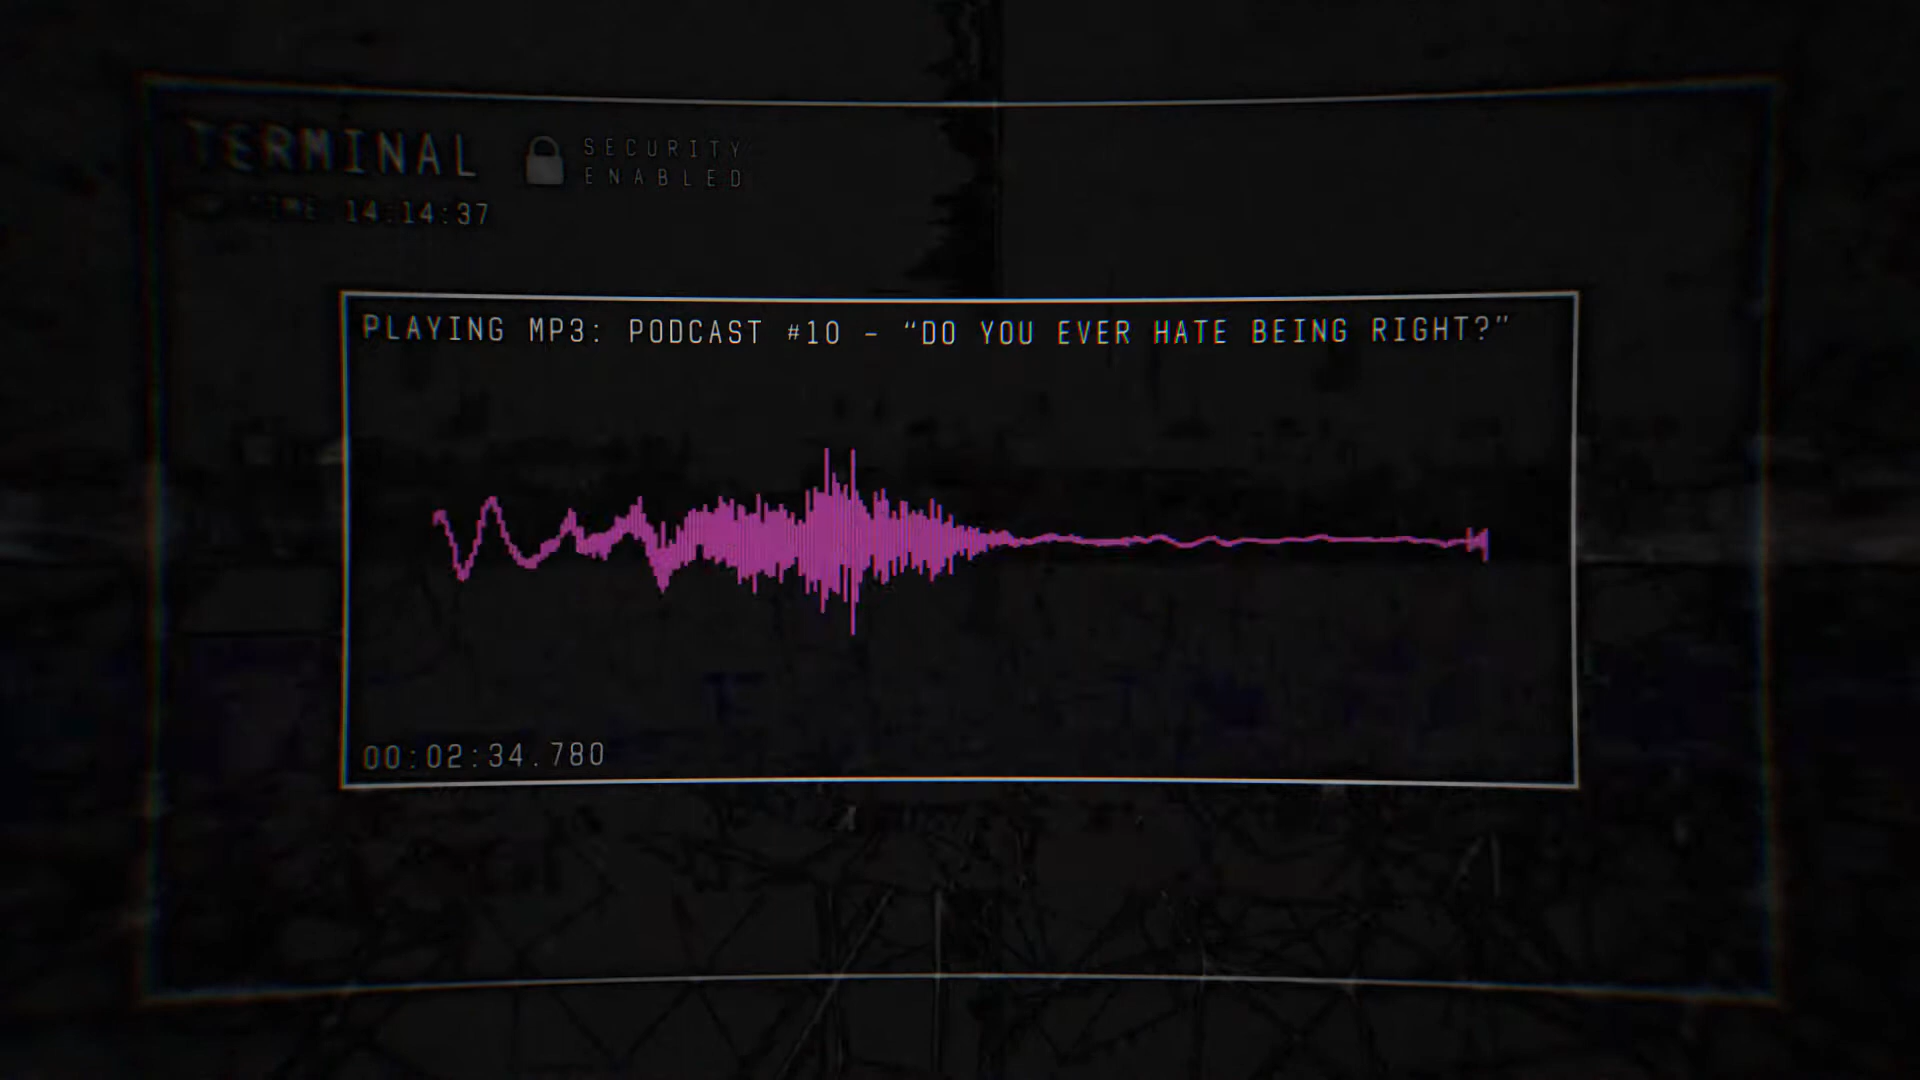 TERMINAL
SECURITY
ENABLED
14:14:37
PLAYING MP3: PODCAST #10 - “DO YOU EVER HATE BEING RIGHT?”
00:02:34.780